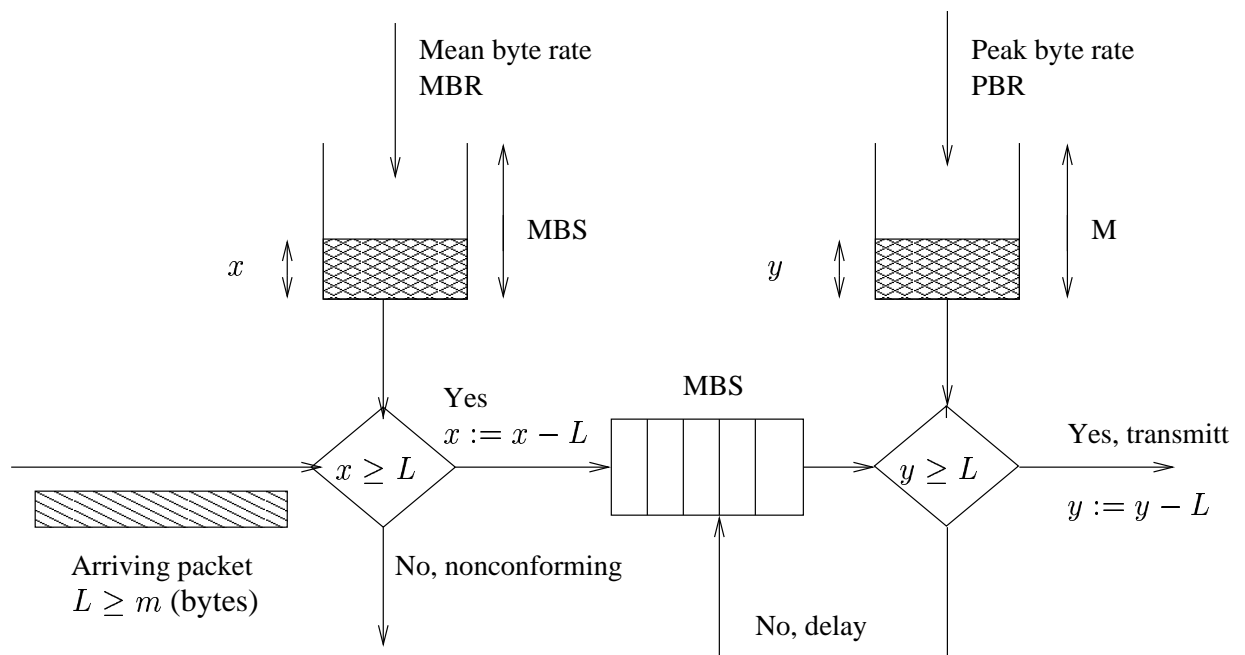 Mean byte rate
MBR
Peak byte rate
PBR
MBS
M
x
y
MBS
Yes
x := x − L
x ≥ L
y ≥ L
Yes, transmitt
y := y − L
Arriving packet
L ≥ m (bytes)
No, nonconforming
No, delay